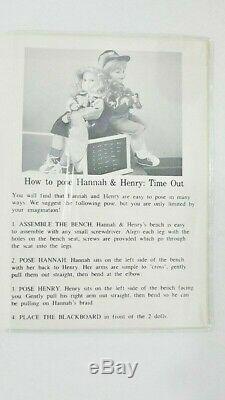 How to pose Hannah & Henry: Time Out
You will find that Hannah and Henry are easy to pose in many
ways. We suggest the following pose, but you are only limited by
your imagination!
1. ASSEMBLE THE BENCH. Hannah & Henry's bench is easy
to assemble with any small screwdriver. Align each leg with the
holes on the bench seat, screws are provided which go through
the seat into the legs.
2. POSE HANNAH. Hannah sits on the left side of the bench
with her back to Henry. Her arms are simple to "cross", gently
pull them out straight, then bend at the elbow.
3. POSE HENRY. Henry sits on the left side of the bench facing
you. Gently pull his right arm out straight, then bend so he can
be pulling on Hannah's braid.
4. PLACE THE BLACKBOARD in front of the 2 dolls.
ebay